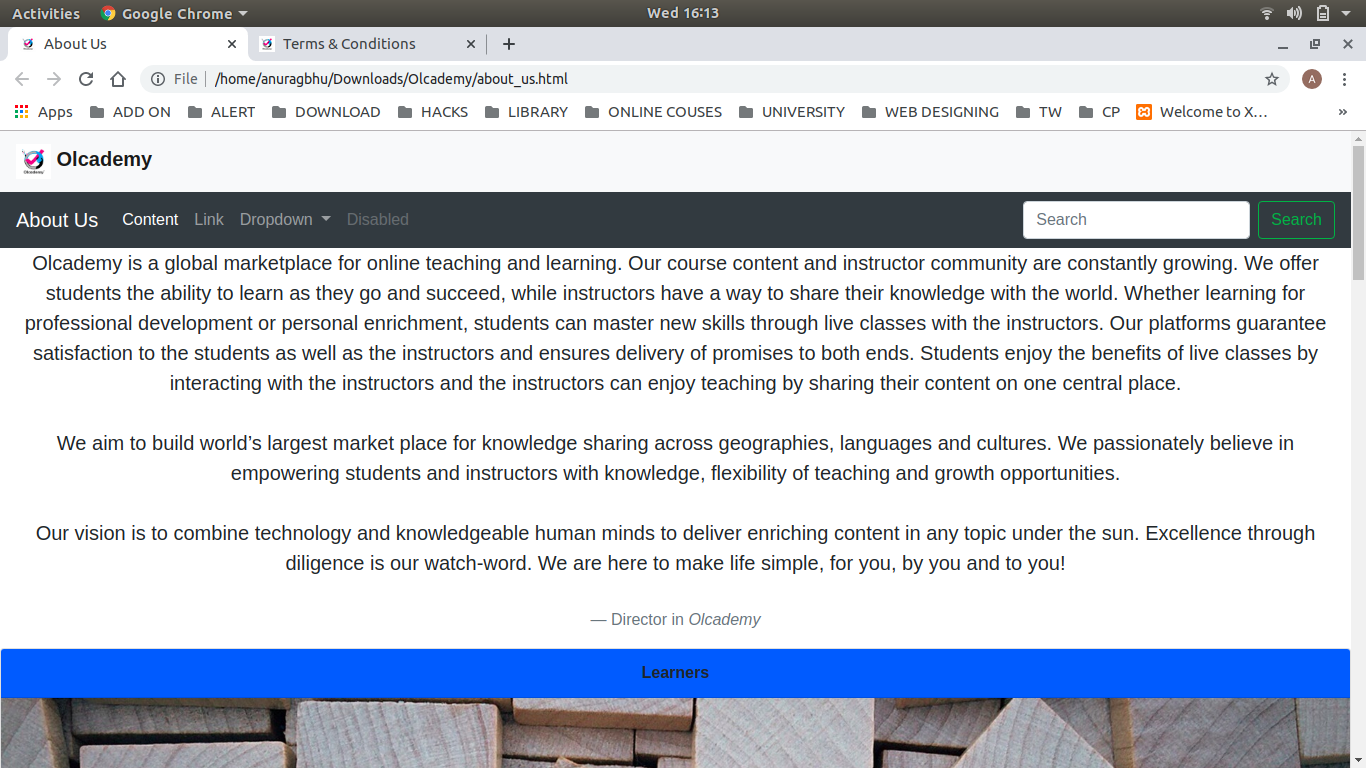 Activities Google Chrome Wed 16:13
About Us Terms & Conditions
File /home/anuragbhu/Downloads/Olcademy/about_us.html A
Apps ADD ON ALERT DOWNLOAD HACKS LIBRARY ONLINE COUSES UNIVERSITY WEB DESIGNING TW CP Welcome to X… »
Olcademy Olcademy
About Us Content Link Dropdown Disabled Search Search
Olcademy is a global marketplace for online teaching and learning. Our course content and instructor community are constantly growing. We offer
students the ability to learn as they go and succeed, while instructors have a way to share their knowledge with the world. Whether learning for
professional development or personal enrichment, students can master new skills through live classes with the instructors. Our platforms guarantee
satisfaction to the students as well as the instructors and ensures delivery of promises to both ends. Students enjoy the benefits of live classes by
interacting with the instructors and the instructors can enjoy teaching by sharing their content on one central place.
We aim to build world’s largest market place for knowledge sharing across geographies, languages and cultures. We passionately believe in
empowering students and instructors with knowledge, flexibility of teaching and growth opportunities.
Our vision is to combine technology and knowledgeable human minds to deliver enriching content in any topic under the sun. Excellence through
diligence is our watch-word. We are here to make life simple, for you, by you and to you!
— Director in Olcademy
Learners